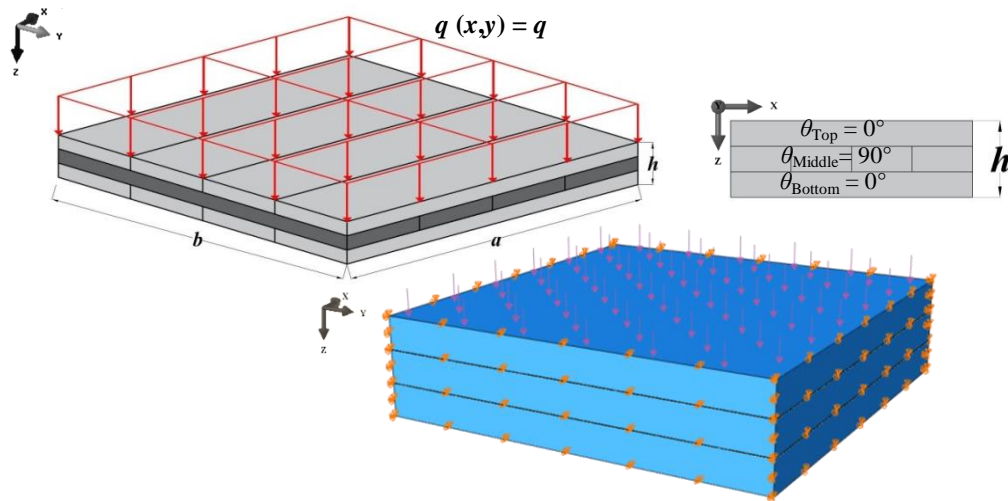 X
Y
Z
q (x,y) = q
h
b
a
Y
X
Z
θTop = 0°
θMiddle= 90°
θBottom = 0°
h
X
Y
Z